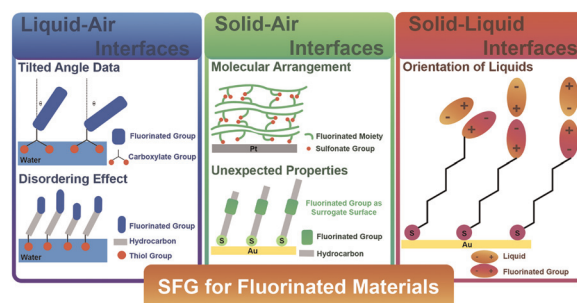 Liquid-Air
Interfaces
Tilted Angle Data
θ
θ
Fluorinated Group
Carboxylate Group
Water
Disordering Effect
Fluorinated Group
Hydrocarbon
Thiol Group
Water
Solid-Air
Interfaces
Molecular Arrangement
Fluorinated Moiety
Sulfonate Group
Pt
Unexpected Properties
Fluorinated Group as
Surrogate Surface
Fluorinated Group
Hydrocarbon
S
S
S
Au
Solid-Liquid
Interfaces
Orientation of Liquids
- +
+ -
- +
+ -
+ -
- +
S
S
S
Au
- + Liquid
- + Fluorinated Group
SFG for Fluorinated Materials